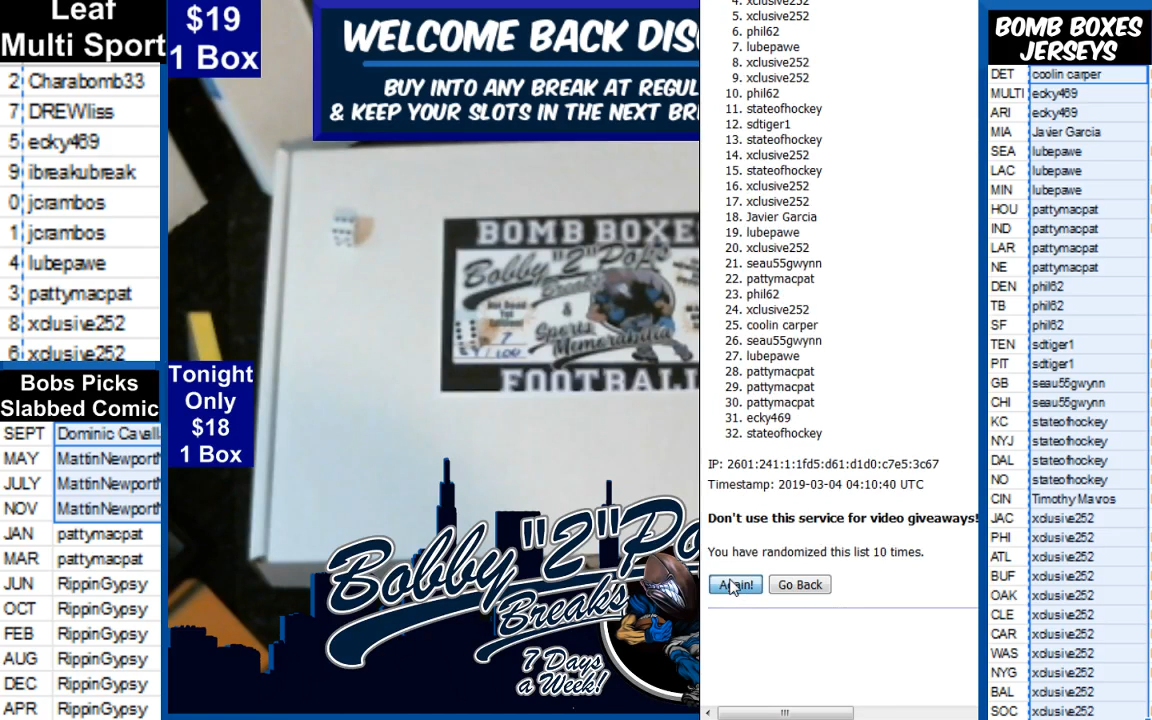 Leaf
Multi Sport
2 Charabomb33
7 DREWliss
5 ecky469
9 ibreakubreak
0 jcrambos
1 jcrambos
4 lubepawe
3 pattymacpat
8 xclusive252
6 xclusive252
Bobs Picks
Slabbed Comic
SEPT Dominic Cavall
MAY MattinNewport
JULY MattinNewport
NOV MattinNewport
JAN pattymacpat
MAR pattymacpat
JUN RippinGypsy
OCT RippinGypsy
FEB RippinGypsy
AUG RippinGypsy
DEC RippinGypsy
APR RippinGypsy
$19
1 Box
Tonight
Only
$18
1 Box
WELCOME BACK DIS
BUY INTO ANY BREAK AT REGUL
& KEEP YOUR SLOTS IN THE NEXT BR
BOMB BOXE
Bobby "2" Pops
Breaks
&
Sports
Memorabilia
7/100
FOOTBALL
Bobby "2" Po
Breaks
7 Days
a Week!
4. xclusive252
5. xclusive252
6. phil62
7. lubepawe
8. xclusive252
9. xclusive252
10. phil62
11. stateofhockey
12. sdtiger1
13. stateofhockey
14. xclusive252
15. stateofhockey
16. xclusive252
17. xclusive252
18. Javier Garcia
19. lubepawe
20. xclusive252
21. seau55gwynn
22. pattymacpat
23. phil62
24. xclusive252
25. coolin carper
26. seau55gwynn
27. lubepawe
28. pattymacpat
29. pattymacpat
30. pattymacpat
31. ecky469
32. stateofhockey
IP: 2601:241:1:1fd5:d61:d1d0:c7e5:3c67
Timestamp: 2019-03-04 04:10:40 UTC
Don't use this service for video giveaways!
You have randomized this list 10 times.
Again! Go Back
BOMB BOXES
JERSEYS
DET coolin carper
MULTI ecky469
ARI ecky469
MIA Javier Garcia
SEA lubepawe
LAC lubepawe
MIN lubepawe
HOU pattymacpat
IND pattymacpat
LAR pattymacpat
NE pattymacpat
DEN phil62
TB phil62
SF phil62
TEN sdtiger1
PIT sdtiger1
GB seau55gwynn
CHI seau55gwynn
KC stateofhockey
NYJ stateofhockey
DAL stateofhockey
NO stateofhockey
CIN Timothy Mavros
JAC xclusive252
PHI xclusive252
ATL xclusive252
BUF xclusive252
OAK xclusive252
CLE xclusive252
CAR xclusive252
WAS xclusive252
NYG xclusive252
BAL xclusive252
SOC xclusive252